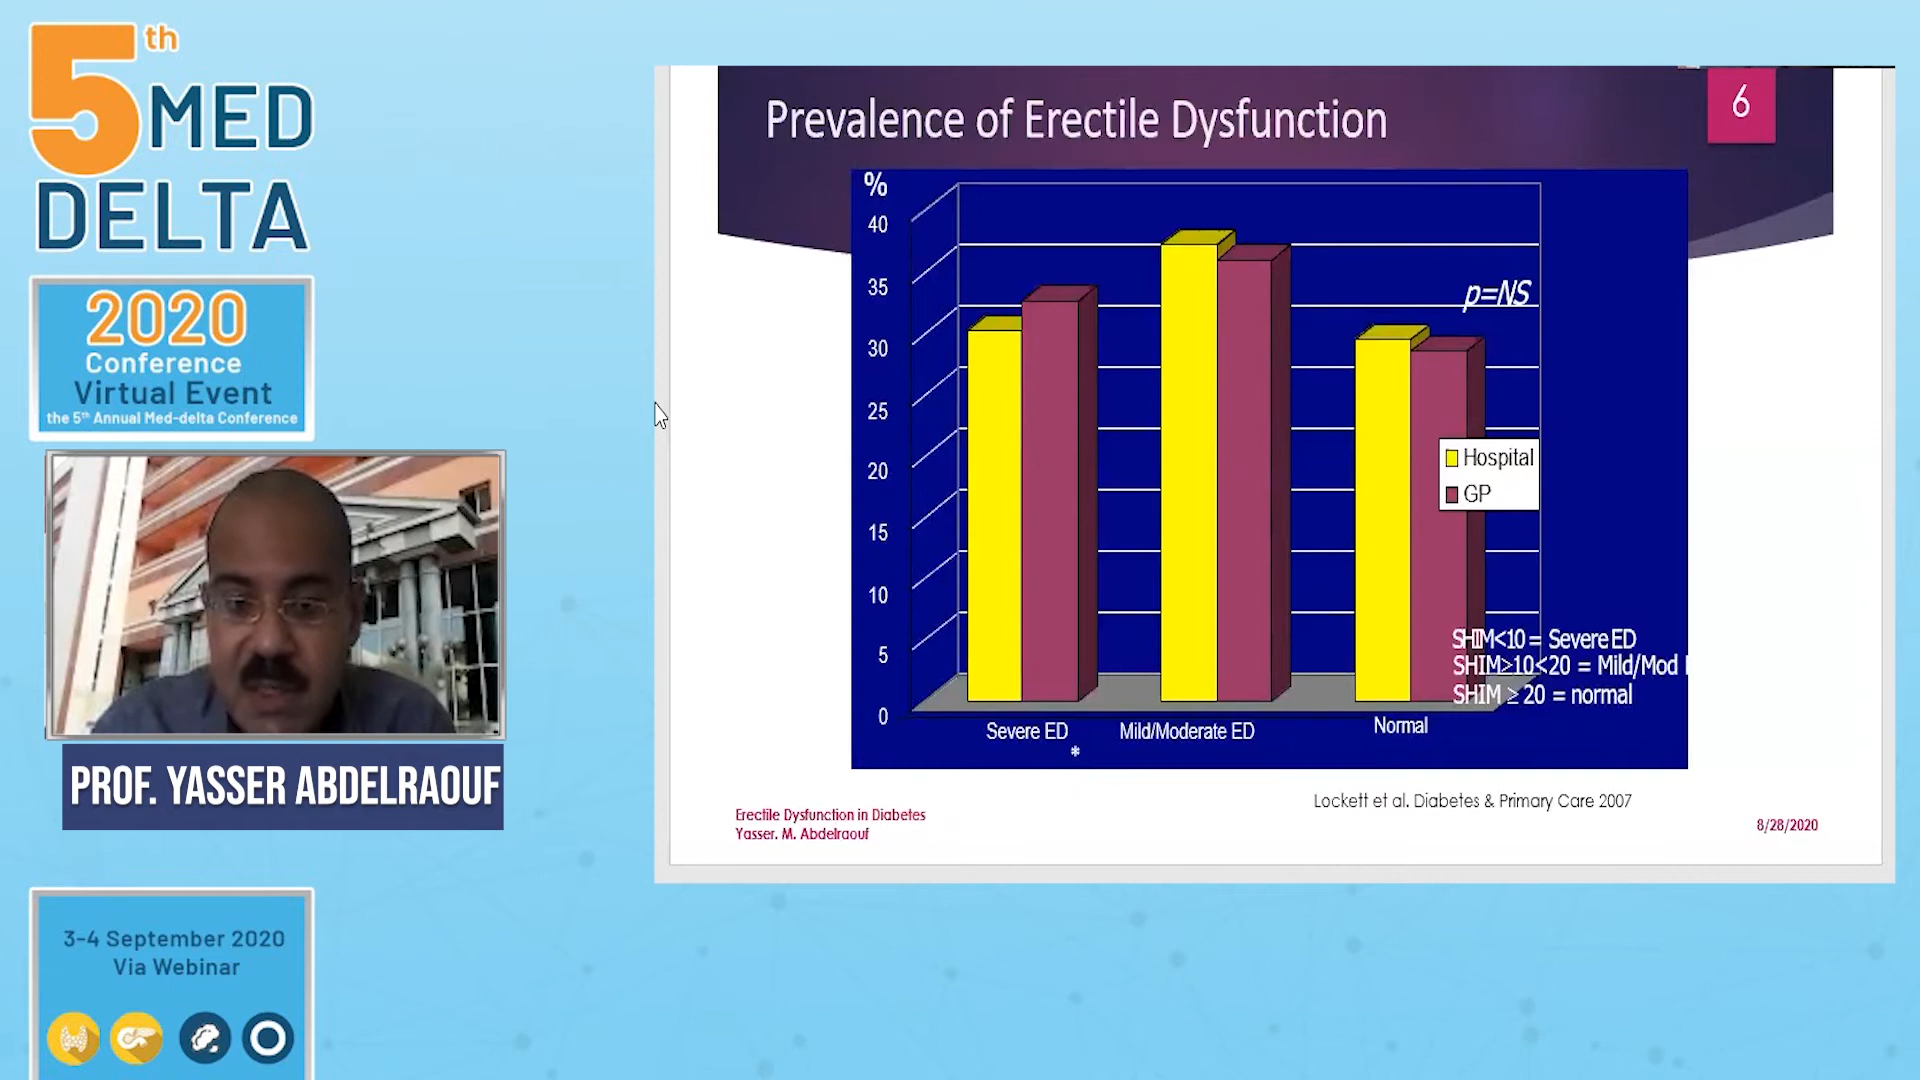 5th MED
DELTA
2020
Conference
Virtual Event
the 5th Annual Med-delta Conference
PROF. YASSER ABDELRAOUF
3-4 September 2020
Via Webinar
Prevalence of Erectile Dysfunction
6
%
40
35
30
25
20
15
10
5
0
p=NS
Hospital
GP
SHIM<10 = Severe ED
SHIM≥10<20 = Mild/Mod
SHIM ≥ 20 = normal
Severe ED
Mild/Moderate ED
Normal
*
Lockett et al. Diabetes & Primary Care 2007
Erectile Dysfunction in Diabetes
Yasser. M. Abdelraouf
8/28/2020